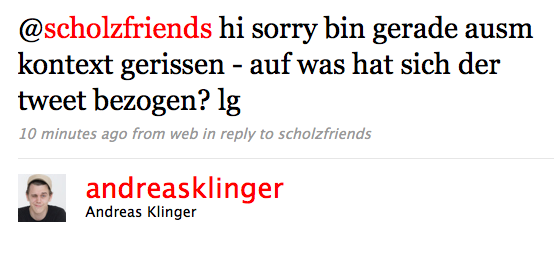 @scholzfriends hi sorry bin gerade ausm
kontext gerissen - auf was hat sich der
tweet bezogen? lg
10 minutes ago from web in reply to scholzfriends
andreasklinger
Andreas Klinger